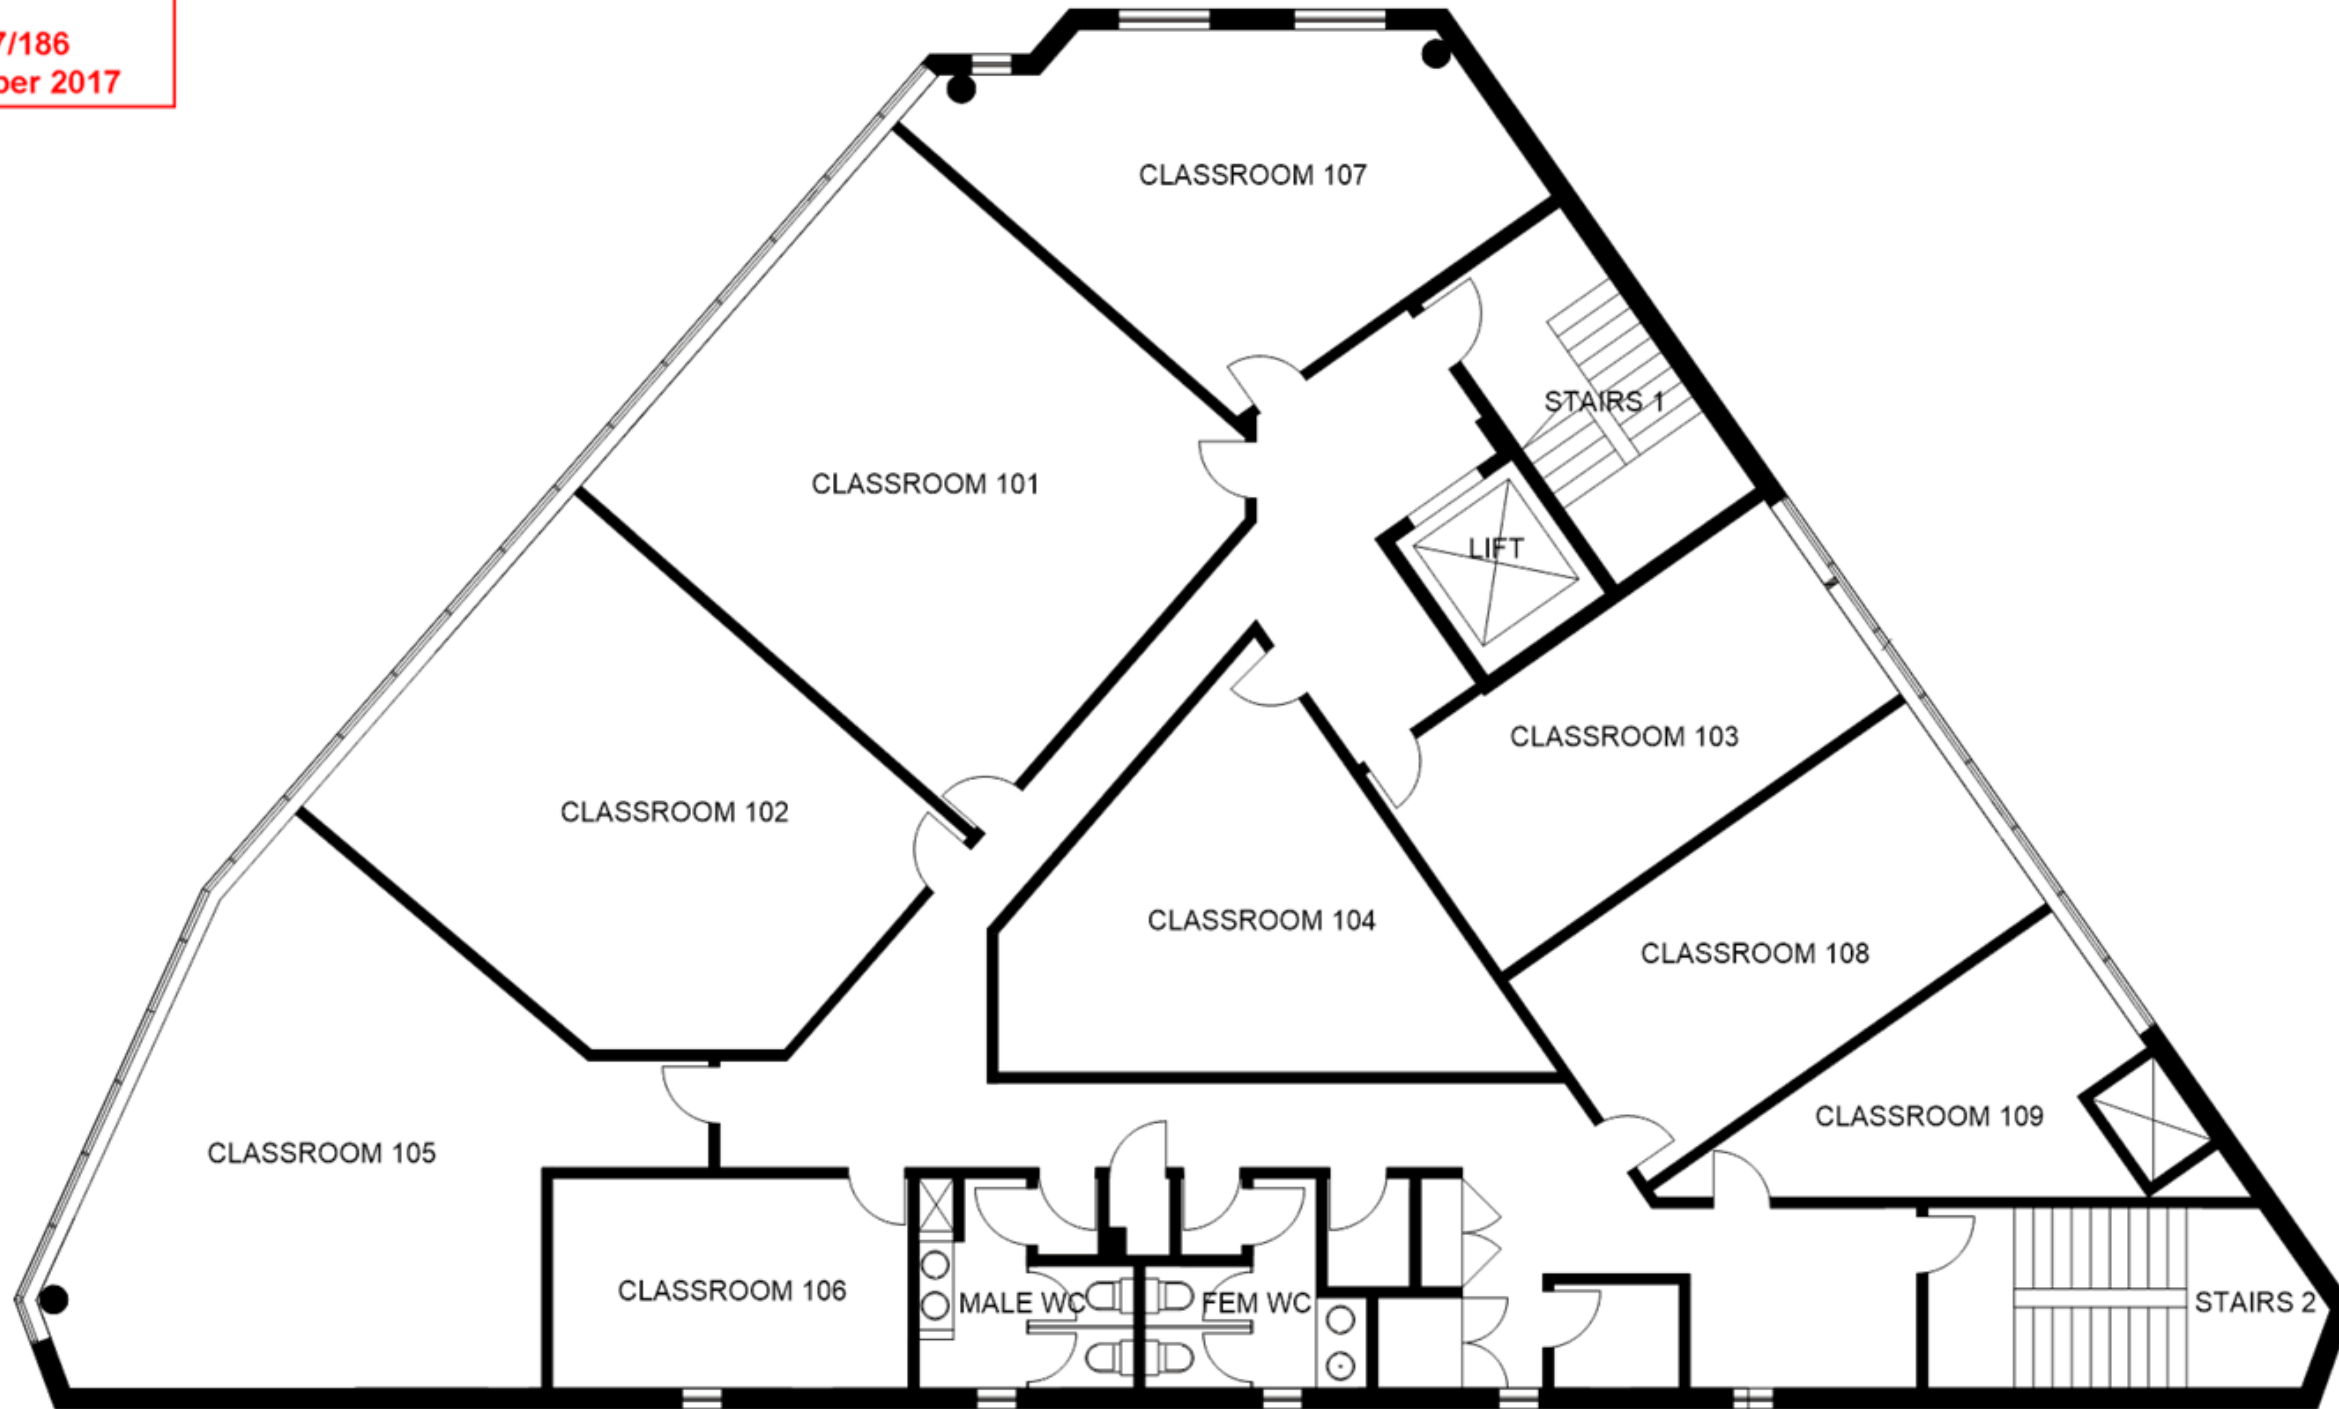 7/186
ber 2017
CLASSROOM 107
STAIRS 1
CLASSROOM 101
LIFT
CLASSROOM 103
CLASSROOM 102
CLASSROOM 104
CLASSROOM 108
CLASSROOM 109
CLASSROOM 105
CLASSROOM 106
MALE WC
FEM WC
STAIRS 2